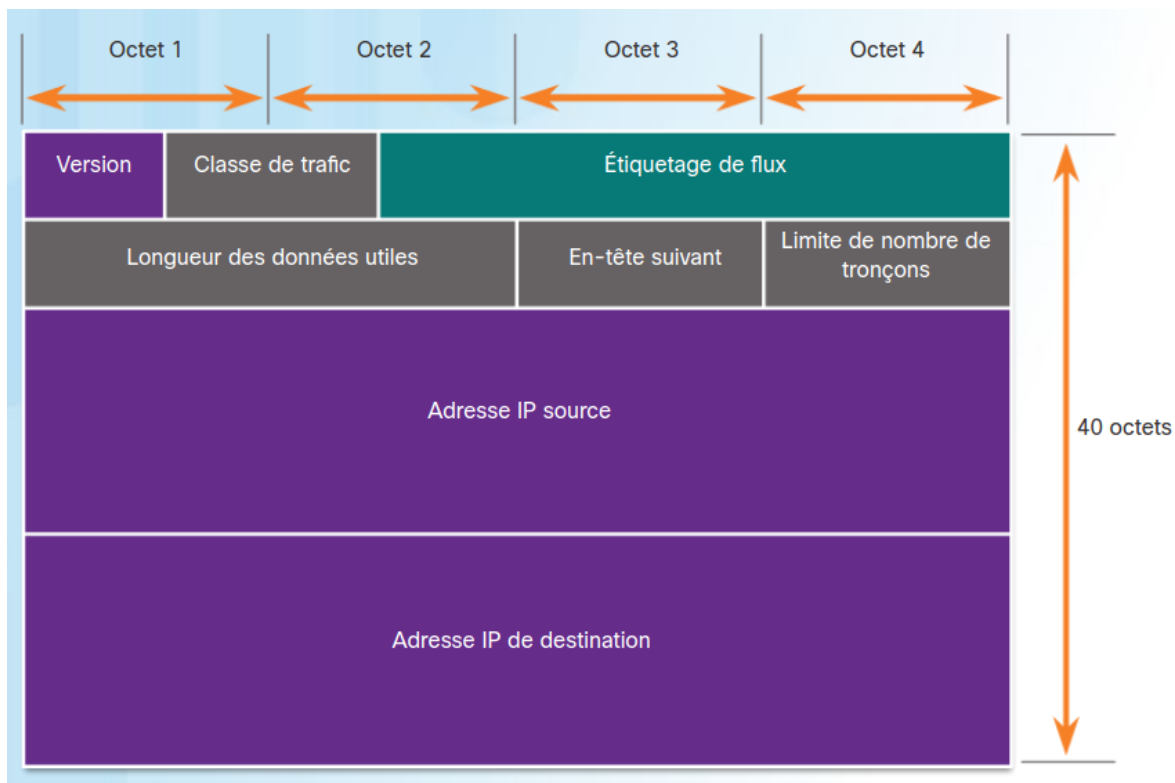 Octet 1
Octet 2
Octet 3
Octet 4
Version
Classe de trafic
Étiquetage de flux
Longueur des données utiles
En-tête suivant
Limite de nombre de
tronçons
Adresse IP source
40 octets
Adresse IP de destination